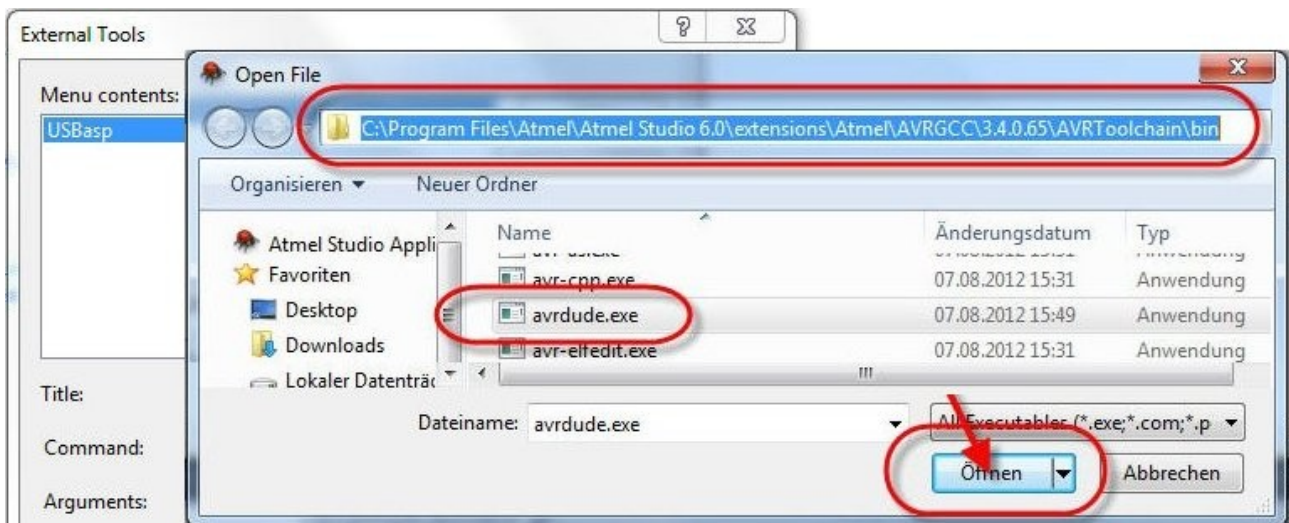 External Tools
Open File
Menu contents:
USBasp
C:\Program Files\Atmel\Atmel Studio 6.0\extensions\Atmel\AVRGCC\3.4.0.65\AVRToolchain\bin
Organisieren Neuer Ordner
Name Änderungsdatum Typ
Atmel Studio Appli
Favoriten
avr-cpp.exe 07.08.2012 15:31 Anwendung
Desktop
avrdude.exe 07.08.2012 15:49 Anwendung
Downloads
avr-elfedit.exe 07.08.2012 15:31 Anwendung
Lokaler Datenträ
Title:
Dateiname: avrdude.exe All Executables (*.exe;*.com;*.p
Command:
Öffnen Abbrechen
Arguments: